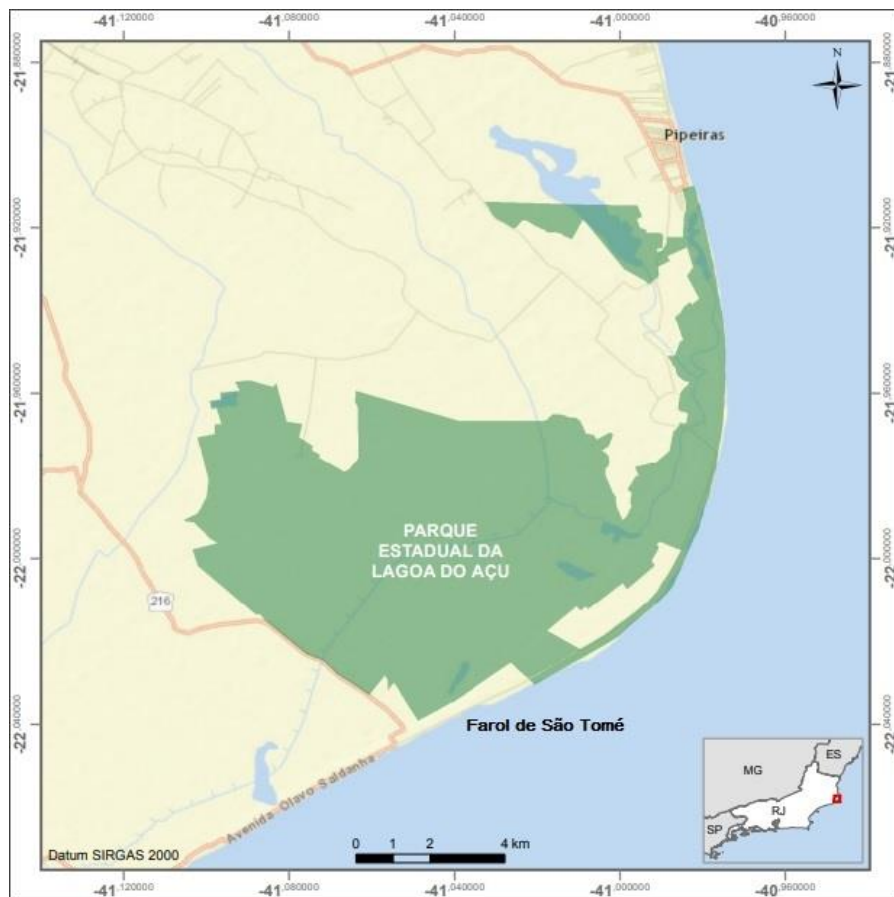 -41,120000 -41,080000 -41,040000 -41,000000 -40,960000
N
-21,880000
Pipeiras
-21,920000
-21,960000
PARQUE
ESTADUAL DA
LAGOA DO AÇU
-22,000000
216
-22,040000
Farol de São Tomé
Avenida Olavo Saldanha
ES
MG
RJ
SP
Datum SIRGAS 2000
0 1 2 4 km
-41,120000 -41,080000 -41,040000 -41,000000 -40,960000
-21,880000
-21,920000
-21,960000
-22,000000
-22,040000